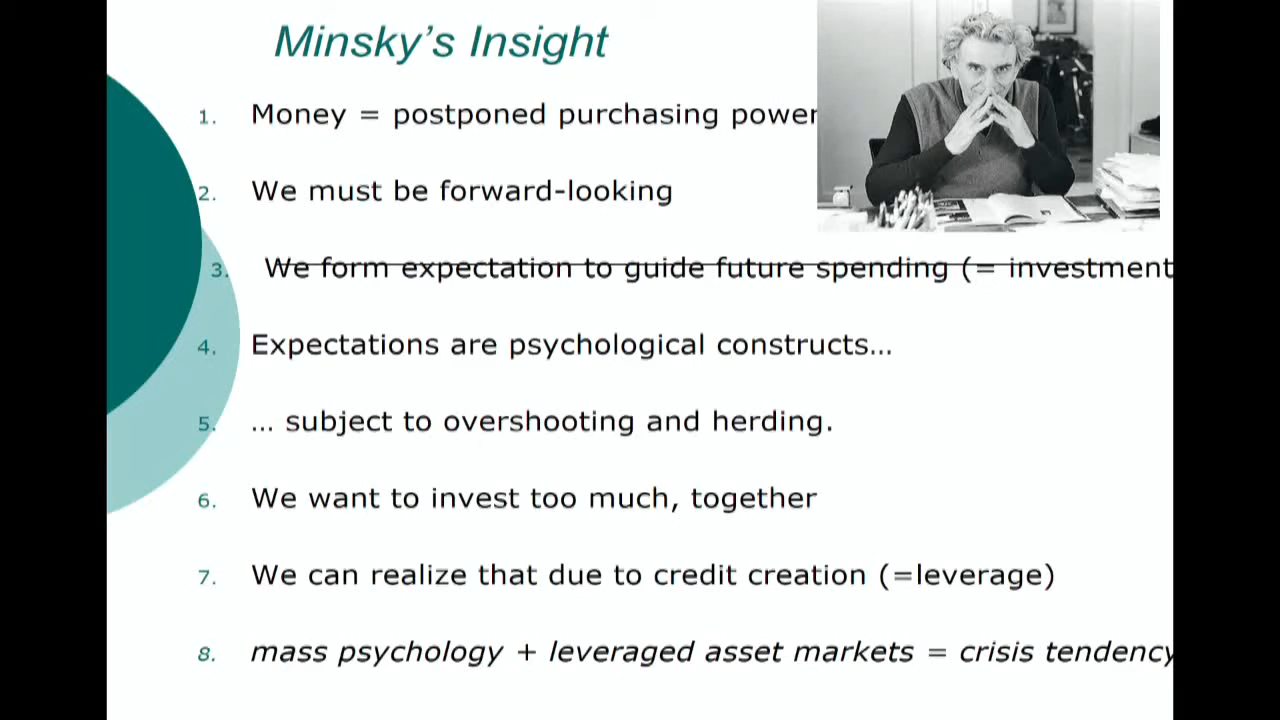 Minsky's Insight
1. Money = postponed purchasing power
2. We must be forward-looking
3. We form expectation to guide future spending (= investment
4. Expectations are psychological constructs…
5. … subject to overshooting and herding.
6. We want to invest too much, together
7. We can realize that due to credit creation (=leverage)
8. mass psychology + leveraged asset markets = crisis tendency